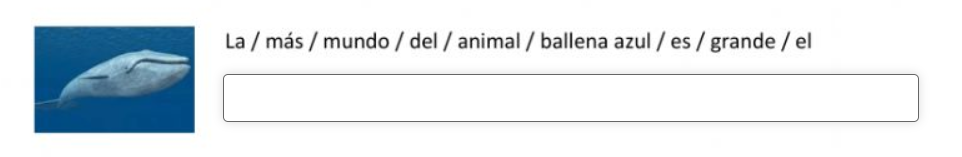 La / más / mundo / del / animal / ballena azul / es / grande / el